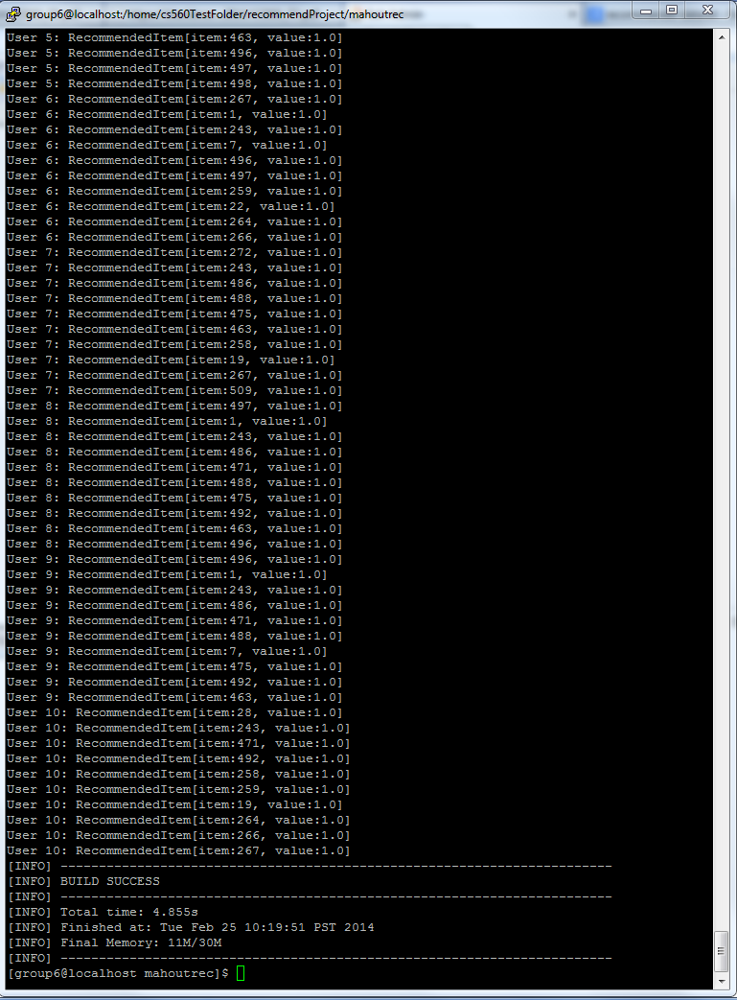 group6@localhost:/home/cs560TestFolder/recommendProject/mahoutrec
User 5: RecommendedItem[item:463, value:1.0]
User 5: RecommendedItem[item:496, value:1.0]
User 5: RecommendedItem[item:497, value:1.0]
User 5: RecommendedItem[item:498, value:1.0]
User 6: RecommendedItem[item:267, value:1.0]
User 6: RecommendedItem[item:1, value:1.0]
User 6: RecommendedItem[item:243, value:1.0]
User 6: RecommendedItem[item:7, value:1.0]
User 6: RecommendedItem[item:496, value:1.0]
User 6: RecommendedItem[item:497, value:1.0]
User 6: RecommendedItem[item:259, value:1.0]
User 6: RecommendedItem[item:22, value:1.0]
User 6: RecommendedItem[item:264, value:1.0]
User 6: RecommendedItem[item:266, value:1.0]
User 7: RecommendedItem[item:272, value:1.0]
User 7: RecommendedItem[item:243, value:1.0]
User 7: RecommendedItem[item:486, value:1.0]
User 7: RecommendedItem[item:488, value:1.0]
User 7: RecommendedItem[item:475, value:1.0]
User 7: RecommendedItem[item:463, value:1.0]
User 7: RecommendedItem[item:258, value:1.0]
User 7: RecommendedItem[item:19, value:1.0]
User 7: RecommendedItem[item:267, value:1.0]
User 7: RecommendedItem[item:509, value:1.0]
User 8: RecommendedItem[item:497, value:1.0]
User 8: RecommendedItem[item:1, value:1.0]
User 8: RecommendedItem[item:243, value:1.0]
User 8: RecommendedItem[item:486, value:1.0]
User 8: RecommendedItem[item:471, value:1.0]
User 8: RecommendedItem[item:488, value:1.0]
User 8: RecommendedItem[item:475, value:1.0]
User 8: RecommendedItem[item:492, value:1.0]
User 8: RecommendedItem[item:463, value:1.0]
User 8: RecommendedItem[item:496, value:1.0]
User 9: RecommendedItem[item:496, value:1.0]
User 9: RecommendedItem[item:1, value:1.0]
User 9: RecommendedItem[item:243, value:1.0]
User 9: RecommendedItem[item:486, value:1.0]
User 9: RecommendedItem[item:471, value:1.0]
User 9: RecommendedItem[item:488, value:1.0]
User 9: RecommendedItem[item:7, value:1.0]
User 9: RecommendedItem[item:475, value:1.0]
User 9: RecommendedItem[item:492, value:1.0]
User 9: RecommendedItem[item:463, value:1.0]
User 10: RecommendedItem[item:28, value:1.0]
User 10: RecommendedItem[item:243, value:1.0]
User 10: RecommendedItem[item:471, value:1.0]
User 10: RecommendedItem[item:492, value:1.0]
User 10: RecommendedItem[item:258, value:1.0]
User 10: RecommendedItem[item:259, value:1.0]
User 10: RecommendedItem[item:19, value:1.0]
User 10: RecommendedItem[item:264, value:1.0]
User 10: RecommendedItem[item:266, value:1.0]
User 10: RecommendedItem[item:267, value:1.0]
[INFO] ------------------------------------------------------------------------
[INFO] BUILD SUCCESS
[INFO] ------------------------------------------------------------------------
[INFO] Total time: 4.855s
[INFO] Finished at: Tue Feb 25 10:19:51 PST 2014
[INFO] Final Memory: 11M/30M
[INFO] ------------------------------------------------------------------------
[group6@localhost mahoutrec]$